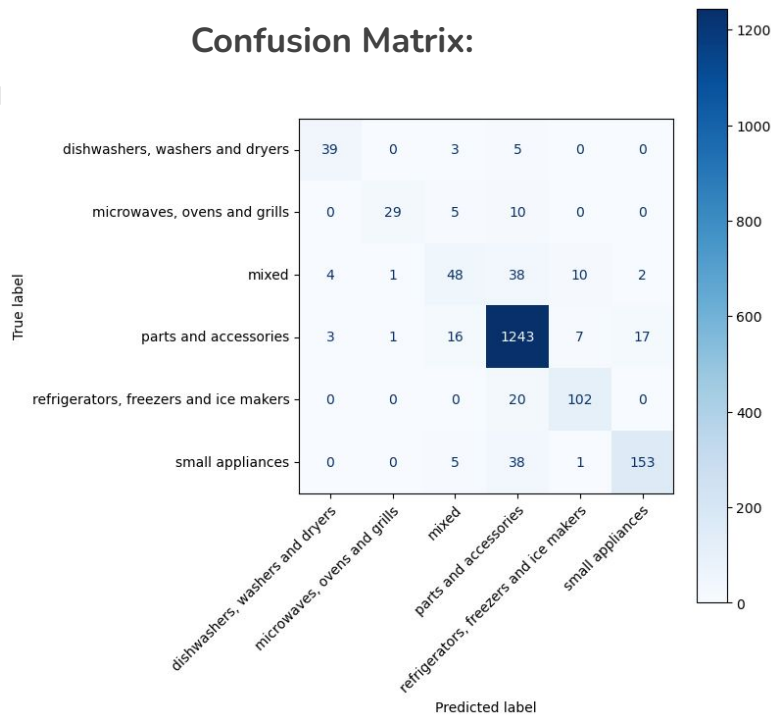 Confusion Matrix:
dishwashers, washers and dryers 39 0 3 5 0 0
microwaves, ovens and grills 0 29 5 10 0 0
mixed 4 1 48 38 10 2
parts and accessories 3 1 16 1243 7 17
refrigerators, freezers and ice makers 0 0 0 20 102 0
small appliances 0 0 5 38 1 153
True label
dishwashers, washers and dryers
microwaves, ovens and grills
mixed
parts and accessories
refrigerators, freezers and ice makers
small appliances
Predicted label
1200
1000
800
600
400
200
0